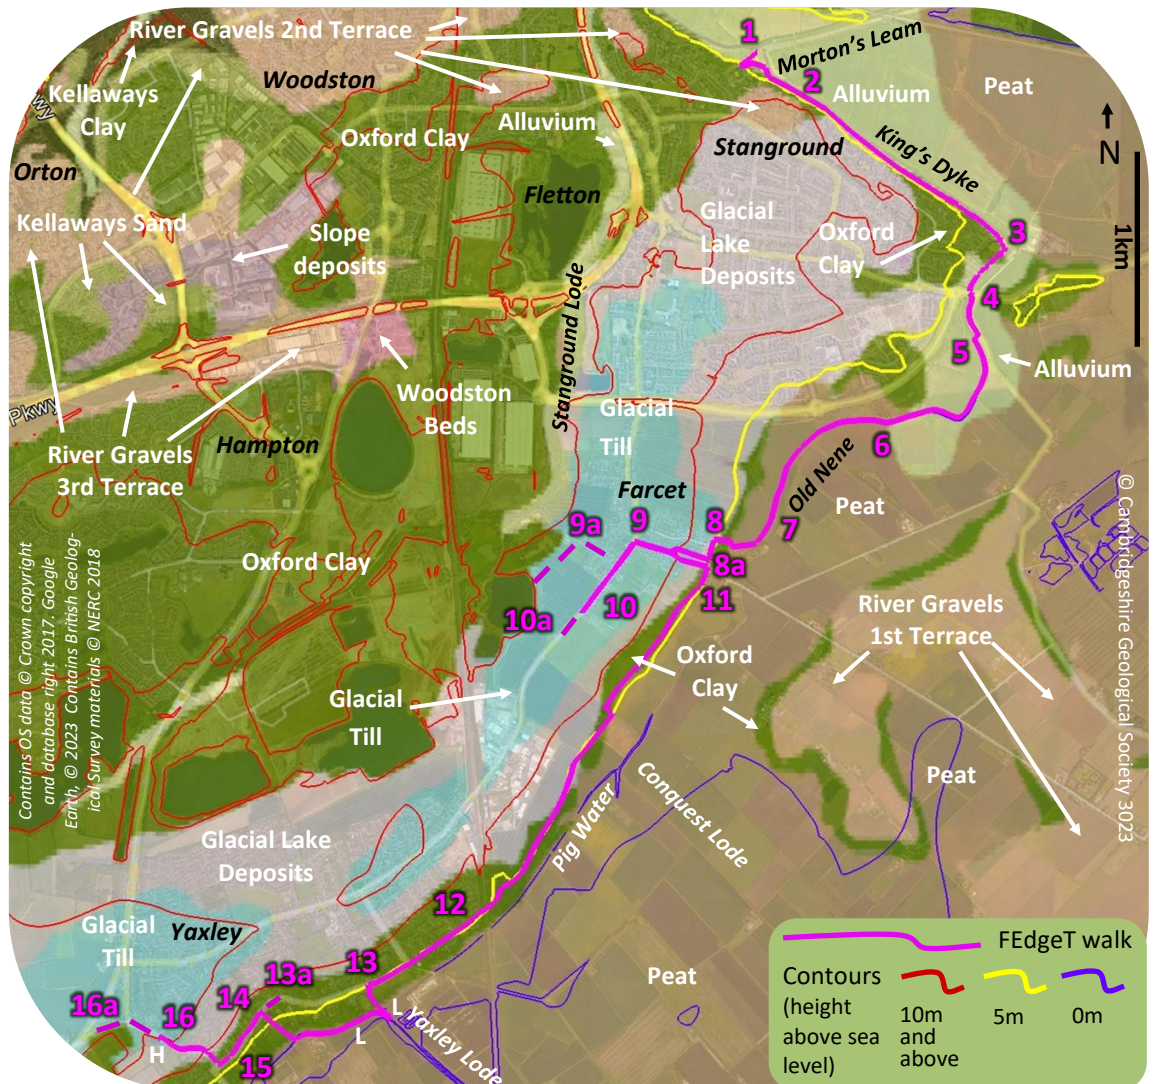 River Gravels 2nd Terrace
1
Morton's Leam
Woodston
2
Peat
Kellaways
Clay
Alluvium
wy
Oxford Clay
Alluvium
Stanground
King's Dyke
N
Orton
Fletton
Kellaways Sand
Slope
deposits
Glacial
Lake
Deposits
Oxford
Clay
3
1km
4
Stanground Lode
5
Alluvium
Pkwy
Woodston
Beds
Glacial
Till
Hampton
6
River Gravels
3rd Terrace
Old Nene
Farcet
Peat
9a
9
8
7
Oxford Clay
8a
10a
10
11
River Gravels
1st Terrace
Oxford
Clay
Glacial
Till
Peat
Conquest Lode
Pig Water
Glacial Lake
Deposits
12
Glacial
Till
Yaxley
13
13a
Peat
14
16a
16
L
L
Yaxley Lode
H
15
Contains OS data © Crown copyright
and database right 2017. Google
Earth, © 2023 Contains British Geolog-
ical Survey materials © NERC 2018
© Cambridgeshire Geological Society 3023
FEdgeT walk
Contours
(height
above sea
level)
10m
and
above
5m
0m